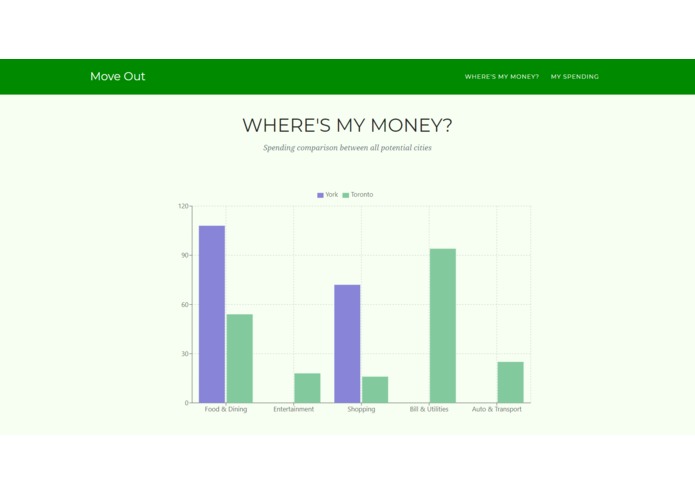 Move Out
WHERE'S MY MONEY? MY SPENDING
WHERE'S MY MONEY?
Spending comparison between all potential cities
York Toronto
120
90
60
30
0
Food & Dining Entertainment Shopping Bill & Utilities Auto & Transport